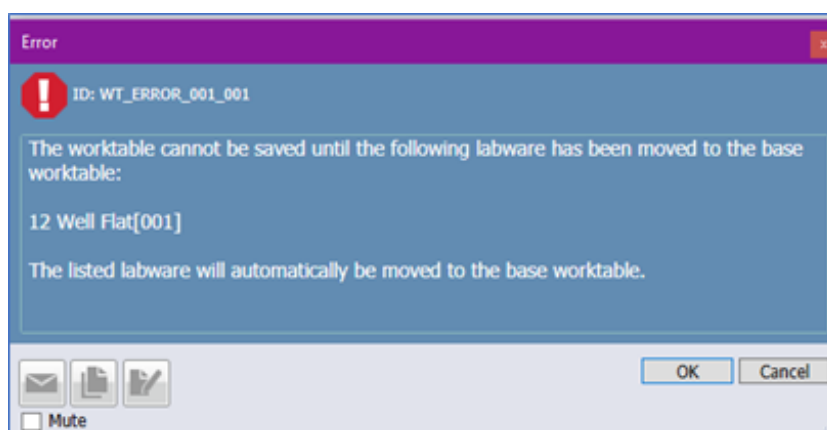 Error
ID: WT_ERROR_001_001
The worktable cannot be saved until the following labware has been moved to the base
worktable:
12 Well Flat[001]
The listed labware will automatically be moved to the base worktable.
OK Cancel
Mute